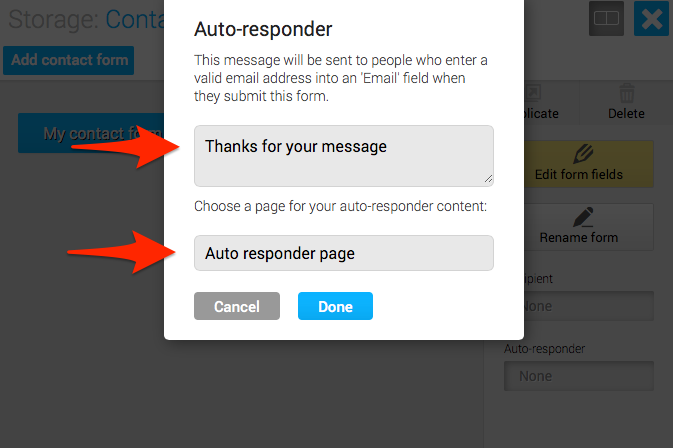 Storage: Conta
Add contact form
My contact form
Auto-responder
This message will be sent to people who enter a
valid email address into an 'Email' field when
they submit this form.
Thanks for your message
Choose a page for your auto-responder content:
Auto responder page
Cancel
Done
plicate
Delete
Edit form fields
Rename form
ipient
None
Auto-responder
None